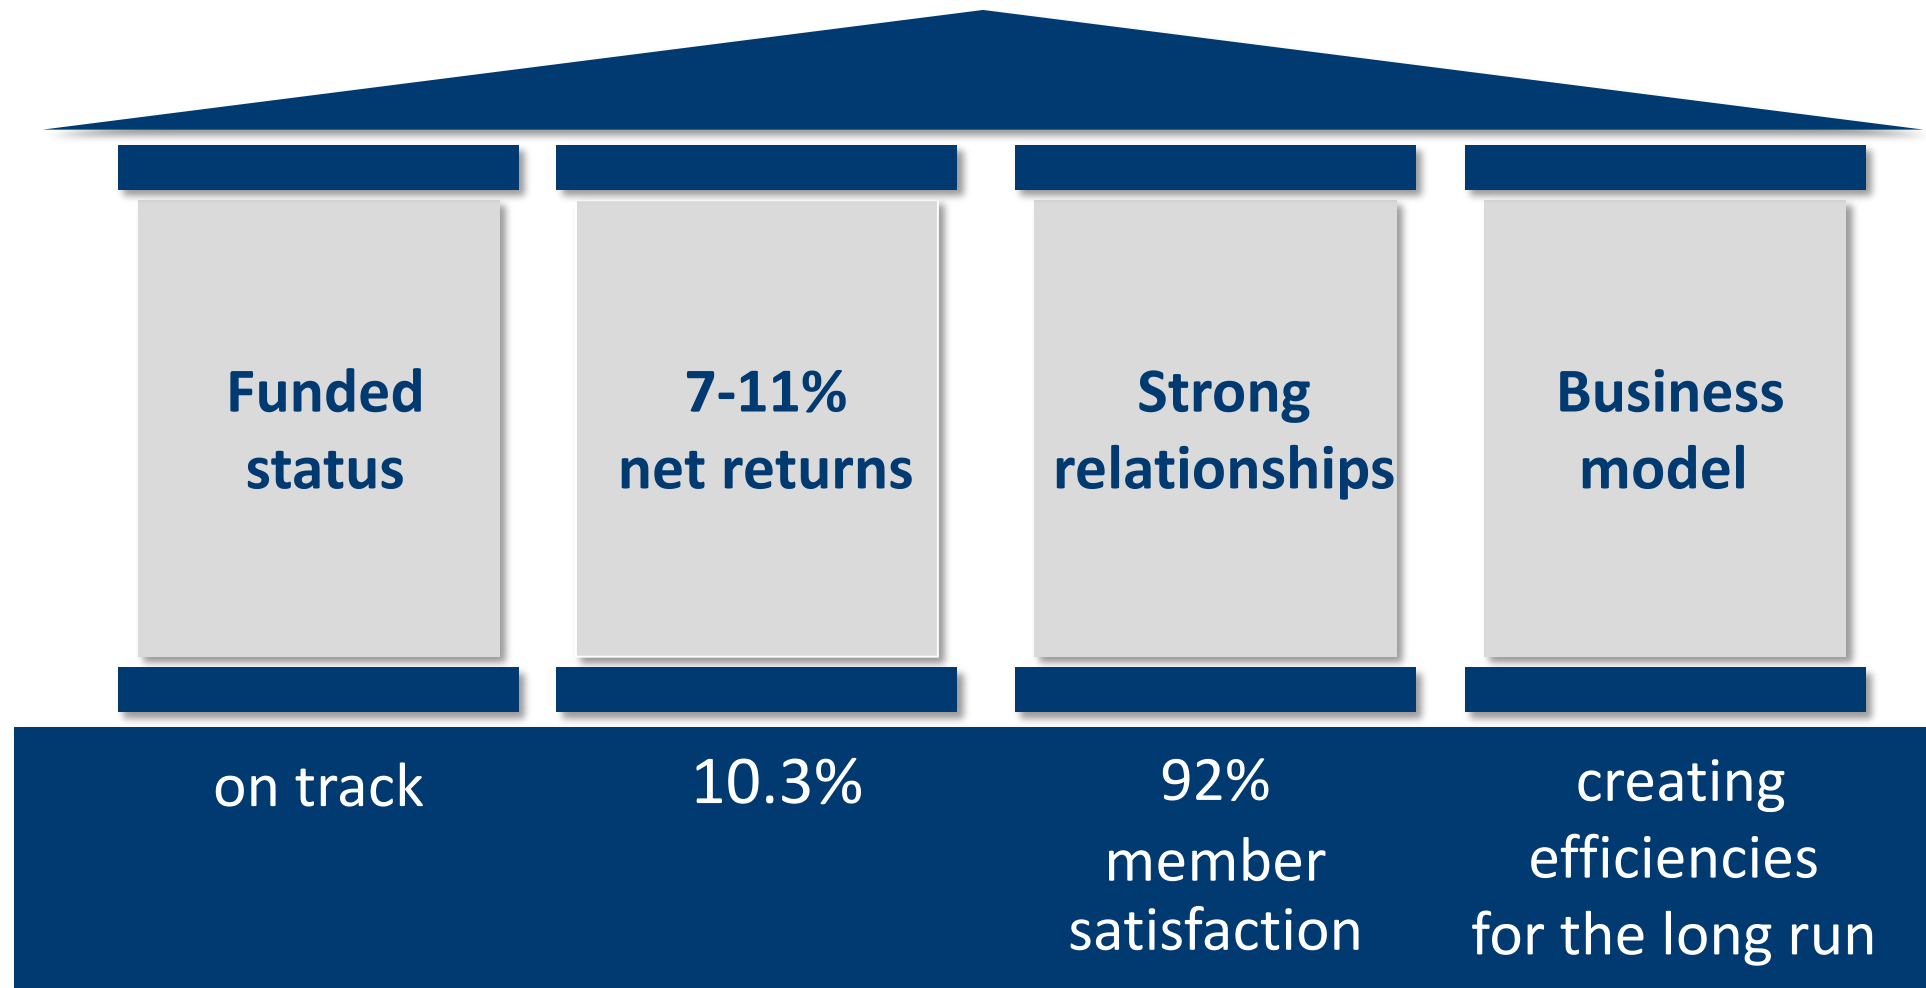 Funded
status
7-11%
net returns
Strong
relationships
Business
model
on track
10.3%
92%
member
satisfaction
creating
efficiencies
for the long run